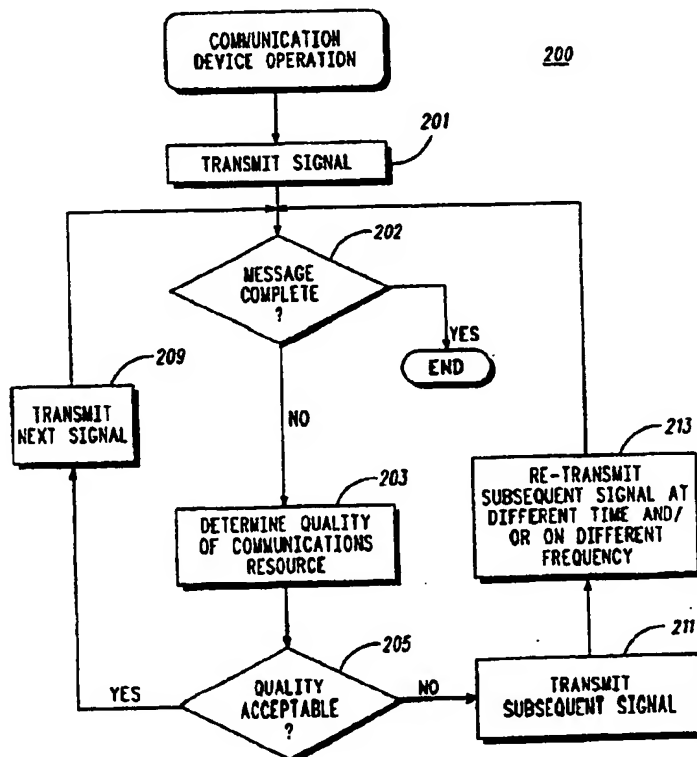 COMMUNICATION
DEVICE OPERATION
200
201
TRANSMIT SIGNAL
202
MESSAGE
COMPLETE
?
YES
END
209
TRANSMIT
NEXT SIGNAL
NO
213
RE-TRANSMIT
SUBSEQUENT SIGNAL AT
DIFFERENT TIME AND/
OR ON DIFFERENT
FREQUENCY
203
DETERMINE QUALITY
OF COMMUNICATIONS
RESOURCE
205
YES
QUALITY
ACCEPTABLE
?
NO
211
TRANSMIT
SUBSEQUENT SIGNAL